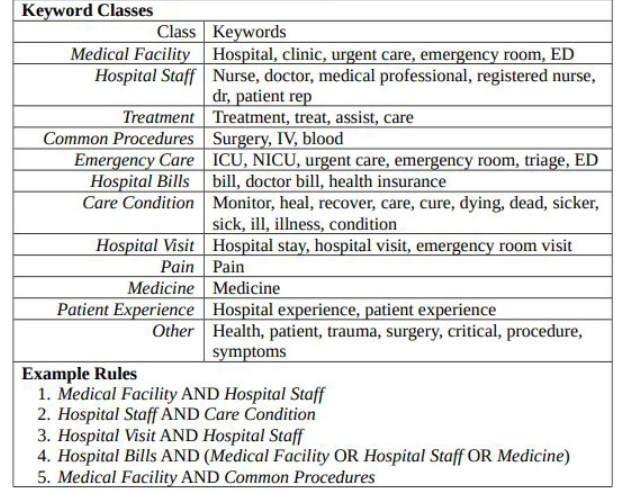 Keyword Classes
Class Keywords
Medical Facility Hospital, clinic, urgent care, emergency room, ED
Hospital Staff Nurse, doctor, medical professional, registered nurse,
dr, patient rep
Treatment Treatment, treat, assist, care
Common Procedures Surgery, IV, blood
Emergency Care ICU, NICU, urgent care, emergency room, triage, ED
Hospital Bills bill, doctor bill, health insurance
Care Condition Monitor, heal, recover, care, cure, dying, dead, sicker,
sick, ill, illness, condition
Hospital Visit Hospital stay, hospital visit, emergency room visit
Pain Pain
Medicine Medicine
Patient Experience Hospital experience, patient experience
Other Health, patient, trauma, surgery, critical, procedure,
symptoms
Example Rules
1. Medical Facility AND Hospital Staff
2. Hospital Staff AND Care Condition
3. Hospital Visit AND Hospital Staff
4. Hospital Bills AND (Medical Facility OR Hospital Staff OR Medicine)
5. Medical Facility AND Common Procedures